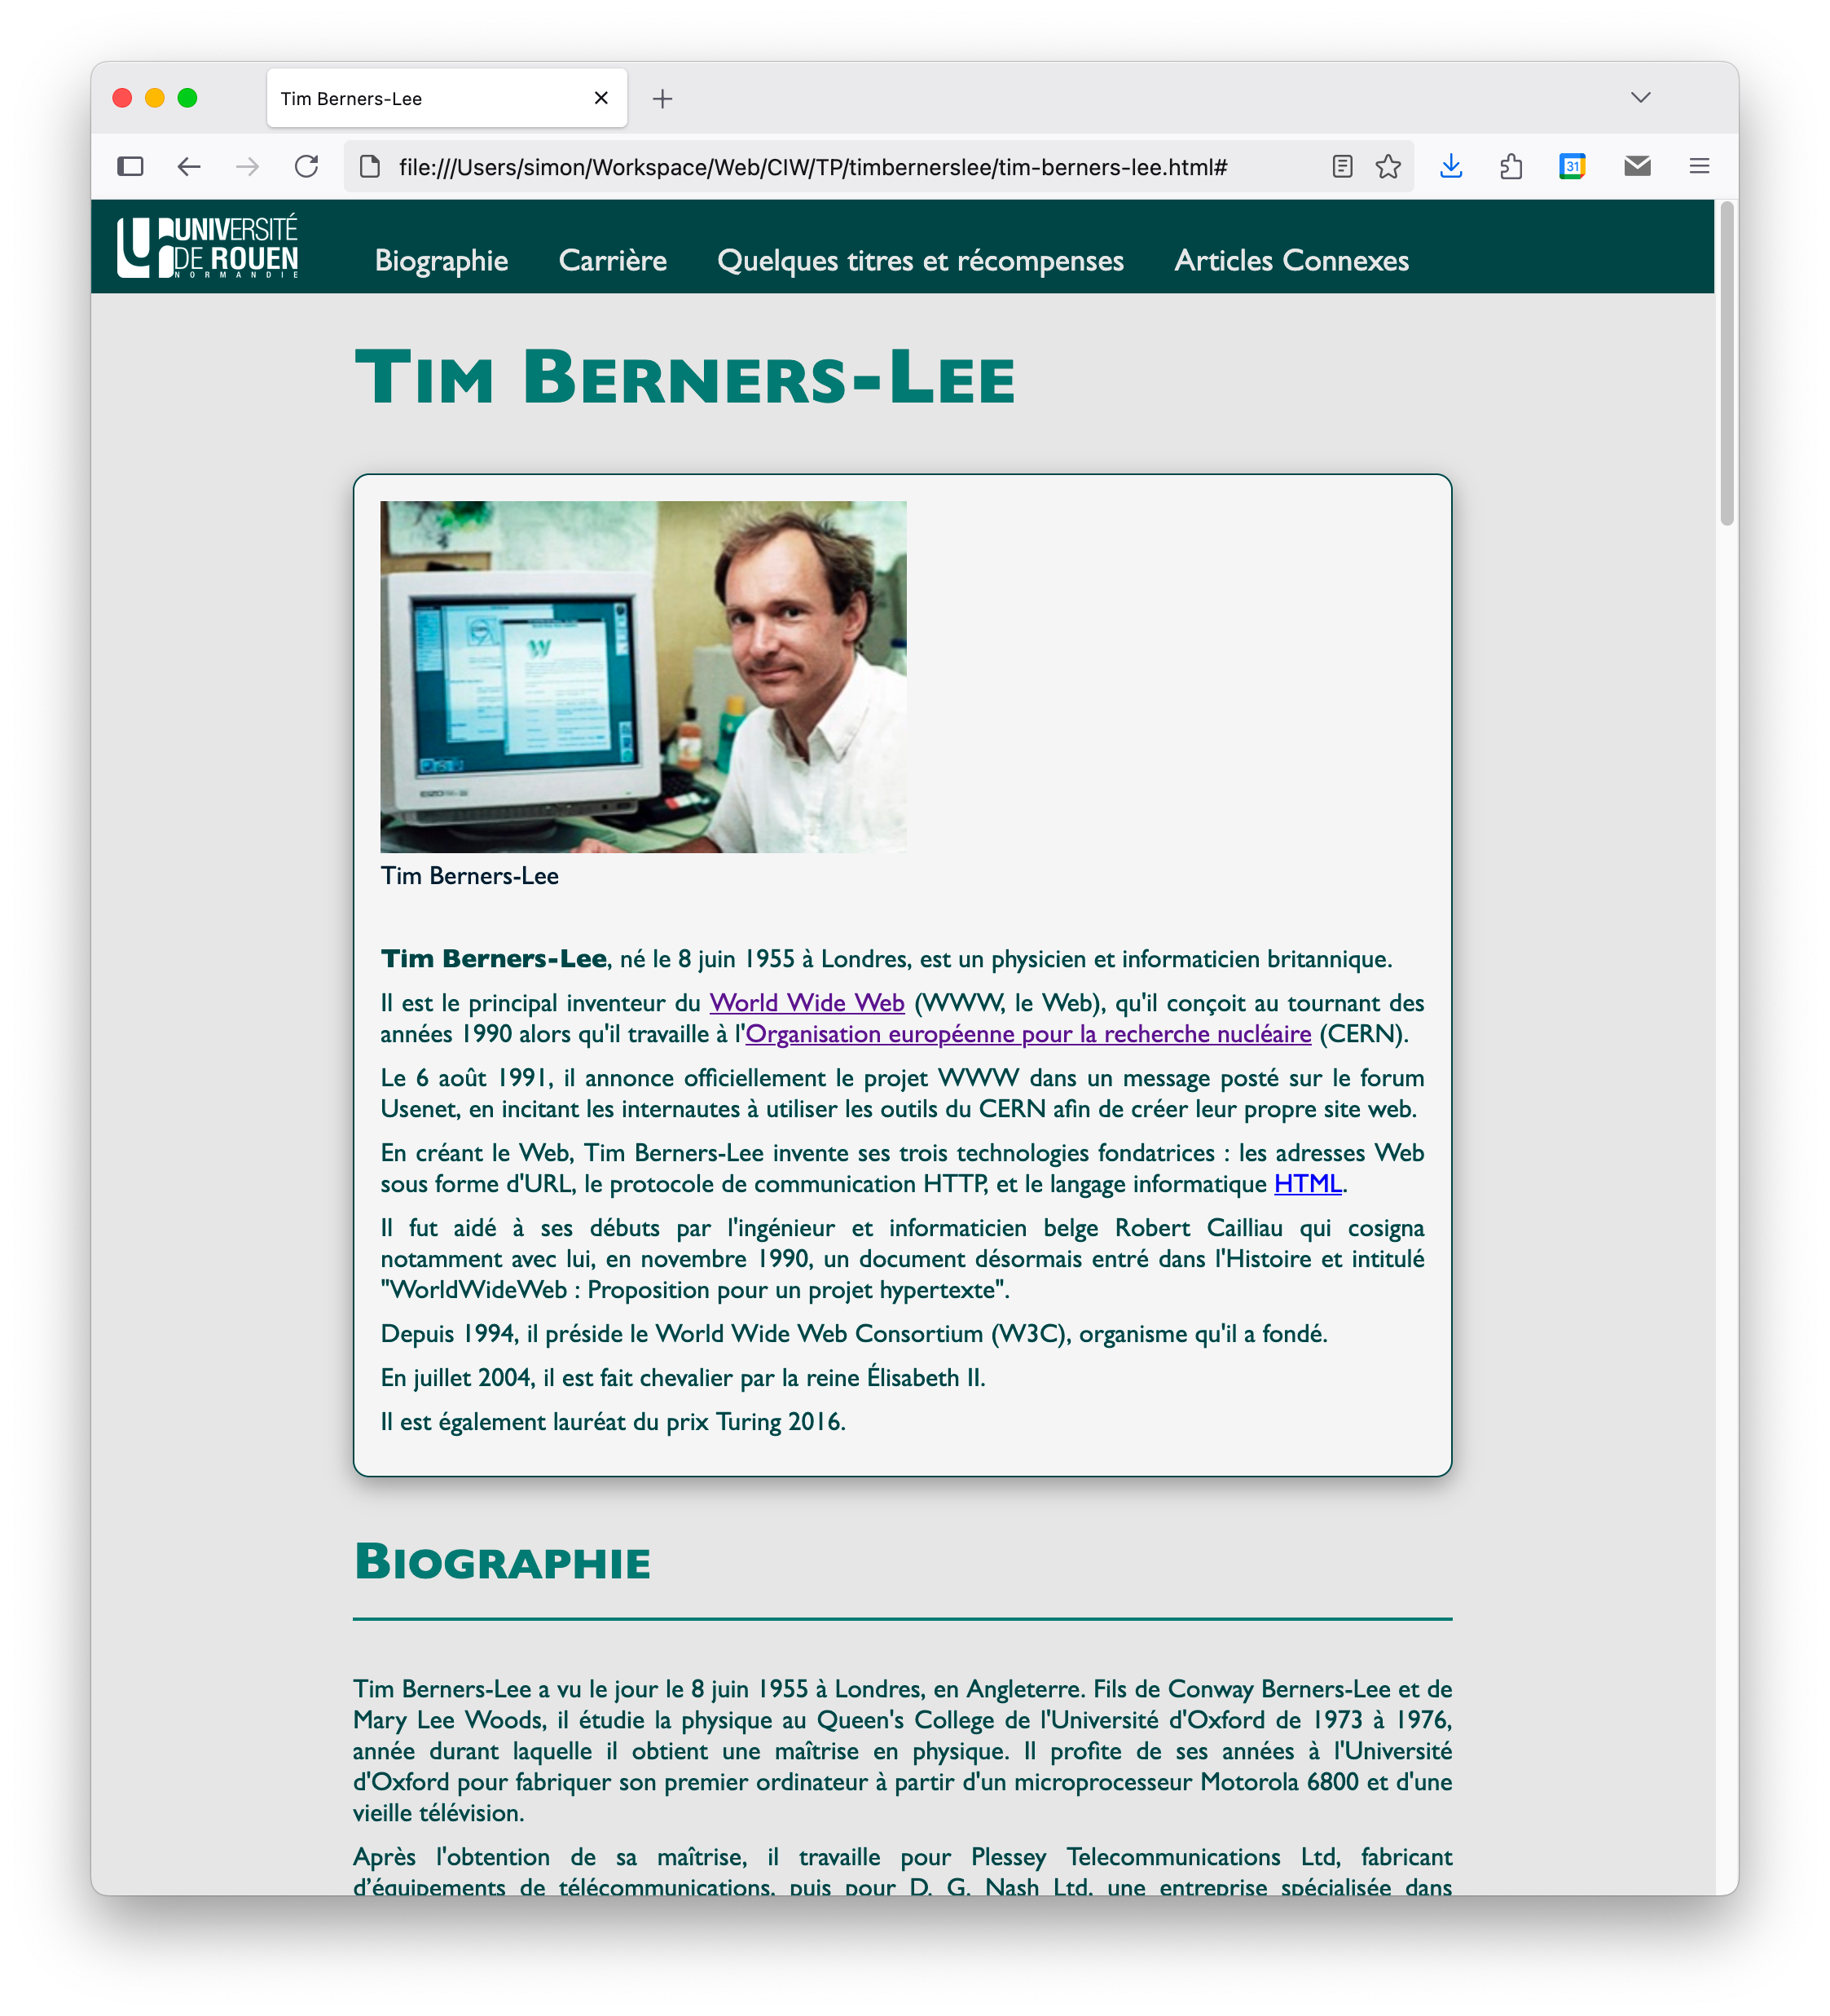 Tim Berners-Lee
file:///Users/simon/Workspace/Web/CIW/TP/timbernerslee/tim-berners-lee.html#
31
UNIVERSITÉ
DE ROUEN
NORMANDIE
Biographie Carrière Quelques titres et récompenses Articles Connexes
Tim Berners-Lee
W
EIZO
Tim Berners-Lee
Tim Berners-Lee, né le 8 juin 1955 à Londres, est un physicien et informaticien britannique.
Il est le principal inventeur du World Wide Web (WWW, le Web), qu'il conçoit au tournant des
années 1990 alors qu'il travaille à l'Organisation européenne pour la recherche nucléaire (CERN).
Le 6 août 1991, il annonce officiellement le projet WWW dans un message posté sur le forum
Usenet, en incitant les internautes à utiliser les outils du CERN afin de créer leur propre site web.
En créant le Web, Tim Berners-Lee invente ses trois technologies fondatrices : les adresses Web
sous forme d'URL, le protocole de communication HTTP, et le langage informatique HTML.
Il fut aidé à ses débuts par l'ingénieur et informaticien belge Robert Cailliau qui cosigna
notamment avec lui, en novembre 1990, un document désormais entré dans l'Histoire et intitulé
"WorldWideWeb : Proposition pour un projet hypertexte".
Depuis 1994, il préside le World Wide Web Consortium (W3C), organisme qu'il a fondé.
En juillet 2004, il est fait chevalier par la reine Élisabeth II.
Il est également lauréat du prix Turing 2016.
Biographie
Tim Berners-Lee a vu le jour le 8 juin 1955 à Londres, en Angleterre. Fils de Conway Berners-Lee et de
Mary Lee Woods, il étudie la physique au Queen's College de l'Université d'Oxford de 1973 à 1976,
année durant laquelle il obtient une maîtrise en physique. Il profite de ses années à l'Université
d'Oxford pour fabriquer son premier ordinateur à partir d'un microprocesseur Motorola 6800 et d'une
vieille télévision.
Après l'obtention de sa maîtrise, il travaille pour Plessey Telecommunications Ltd, fabricant
d’équipements de télécommunications, puis pour D. G. Nash Ltd, une entreprise spécialisée dans